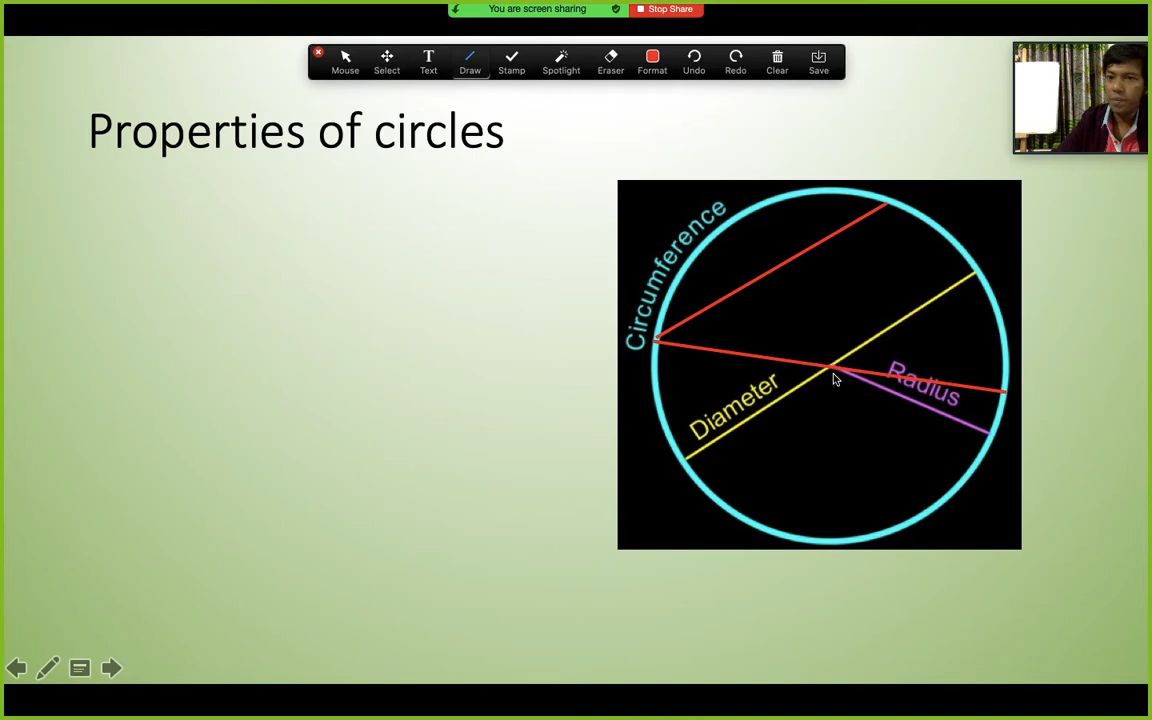 You are screen sharing Stop Share
Mouse Select Text Draw Stamp Spotlight Eraser Format Undo Redo Clear Save
Properties of circles
Circumference
Diameter
Radius